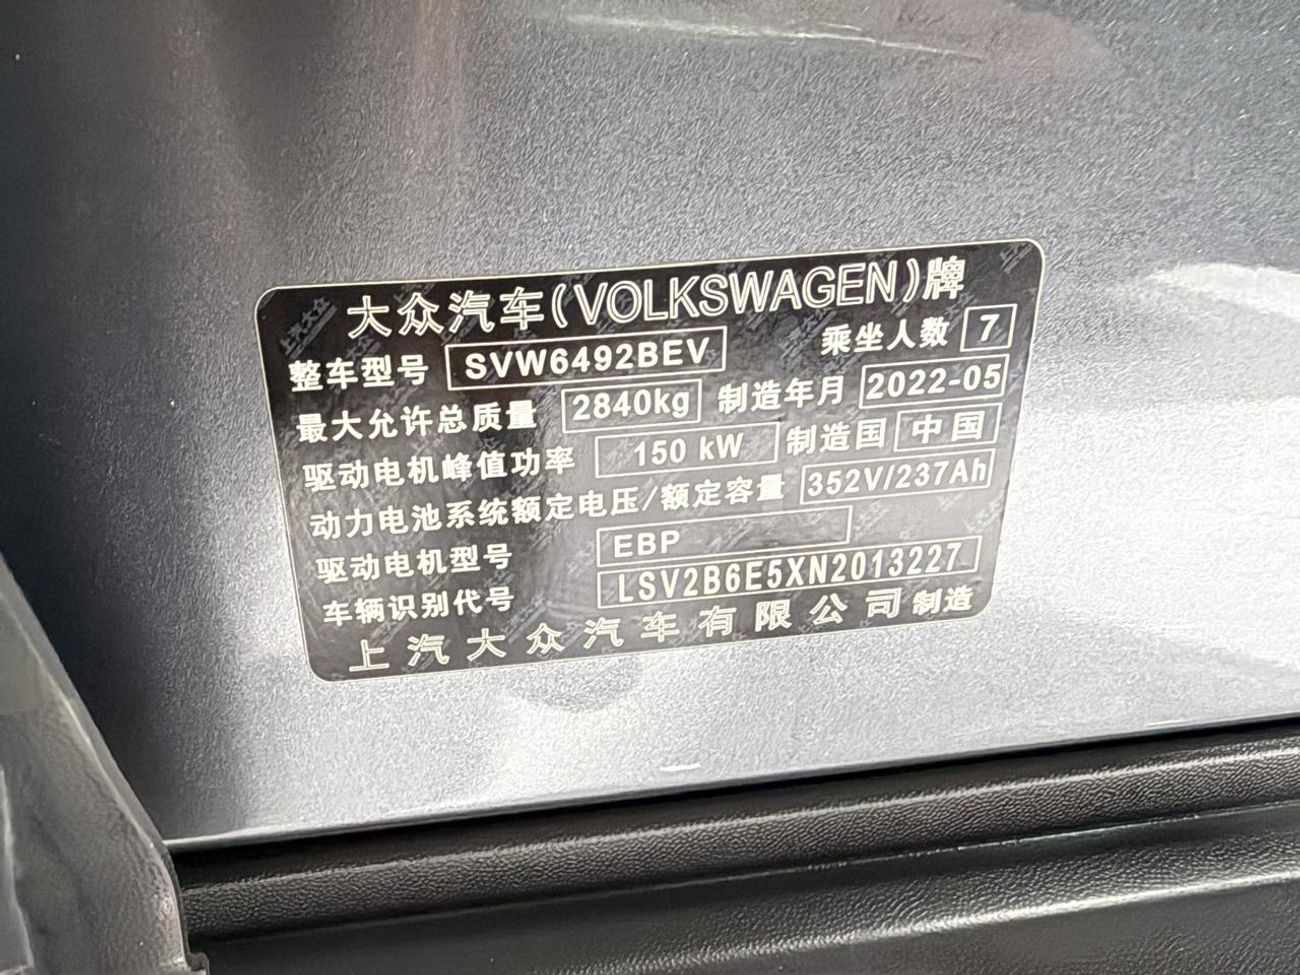 大众汽车(VOLKSWAGEN)牌
整车型号 SVW6492BEV 乘坐人数 7
最大允许总质量 2840kg 制造年月 2022-05
驱动电机峰值功率 150 kW 制造国 中国
动力电池系统额定电压/额定容量 352V/237Ah
驱动电机型号 EBP
车辆识别代号 LSV2B6E5XN2013227
上汽大众汽车有限公司制造